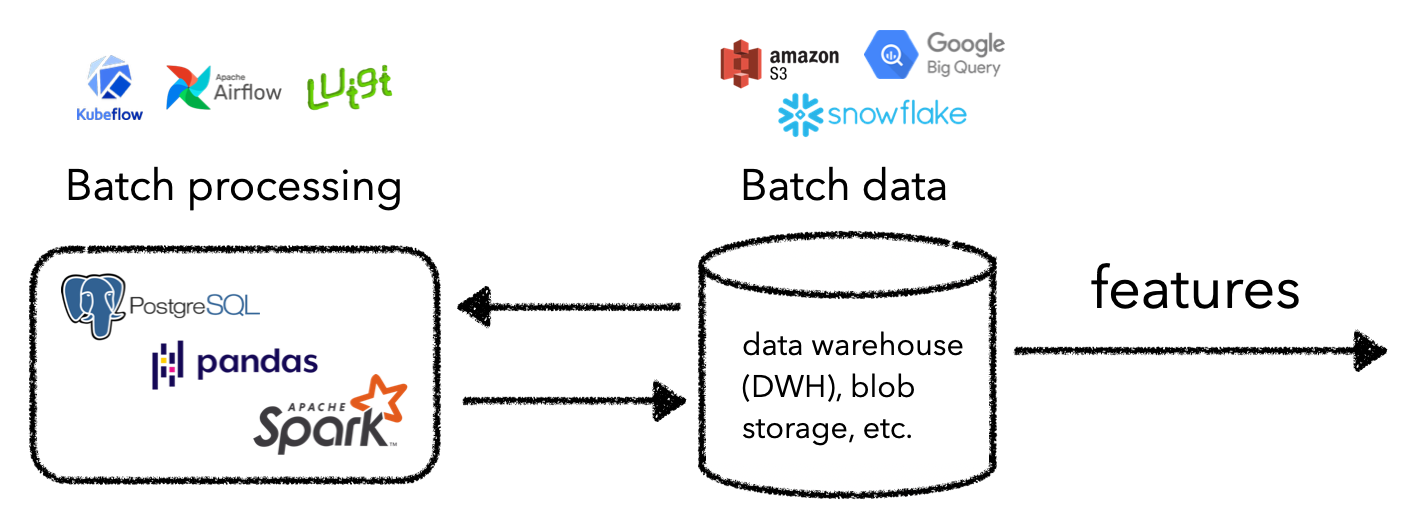 Kubeflow
Apache
Airflow
Luigi
amazon
S3
Google
Big Query
snowflake
Batch processing
Batch data
PostgreSQL
pandas
APACHE
Spark™
data warehouse
(DWH), blob
storage, etc.
features